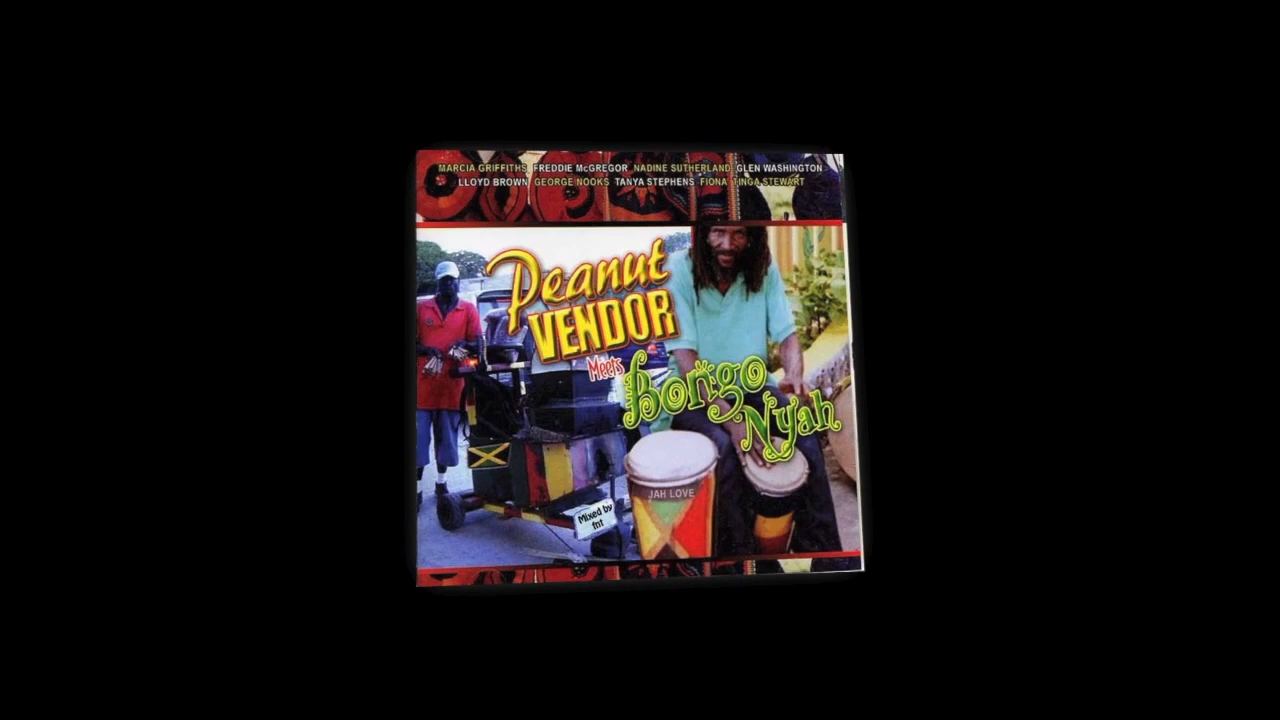 MARCIA GRIFFITHS FREDDIE McGREGOR NADINE SUTHERLAND GLEN WASHINGTON
LLOYD BROWN GEORGE NOOKS TANYA STEPHENS FIONA TINGA STEWART
Peanut
VENDOR
Meets
Bongo
Nyah
JAH LOVE
Mixed by
fnt